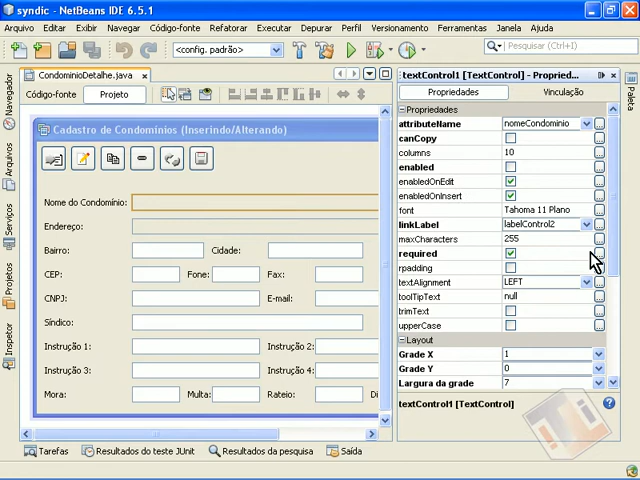 syndic - NetBeans IDE 6.5.1
Arquivo Editar Exibir Navegar Código-fonte Refatorar Executar Depurar Perfil Versionamento Ferramentas Janela Ajuda
<config. padrão> Pesquisar (Ctrl+I)
CondominioDetalhe.java
Código-fonte Projeto
Cadastro de Condomínios (Inserindo/Alterando)
Nome do Condomínio:
Endereço:
Bairro: Cidade:
CEP: Fone: Fax:
CNPJ: E-mail:
Síndico:
Instrução 1: Instrução 2:
Instrução 3: Instrução 4:
Mora: Multa: Rateio: Di
textControl1 [TextControl] - Propried...
Propriedades Vinculação
Propriedades
attributeName nomeCondominio
canCopy
columns 10
enabled
enabledOnEdit
enabledOnInsert
font Tahoma 11 Plano
linkLabel labelControl2
maxCharacters 255
required
rpadding
textAlignment LEFT
toolTipText null
trimText
upperCase
Layout
Grade X 1
Grade Y 0
Largura da grade 7
textControl1 [TextControl]
Navegador
Arquivos
Serviços
Projetos
Inspetor
Paleta
Tarefas Resultados do teste JUnit Resultados da pesquisa Saída